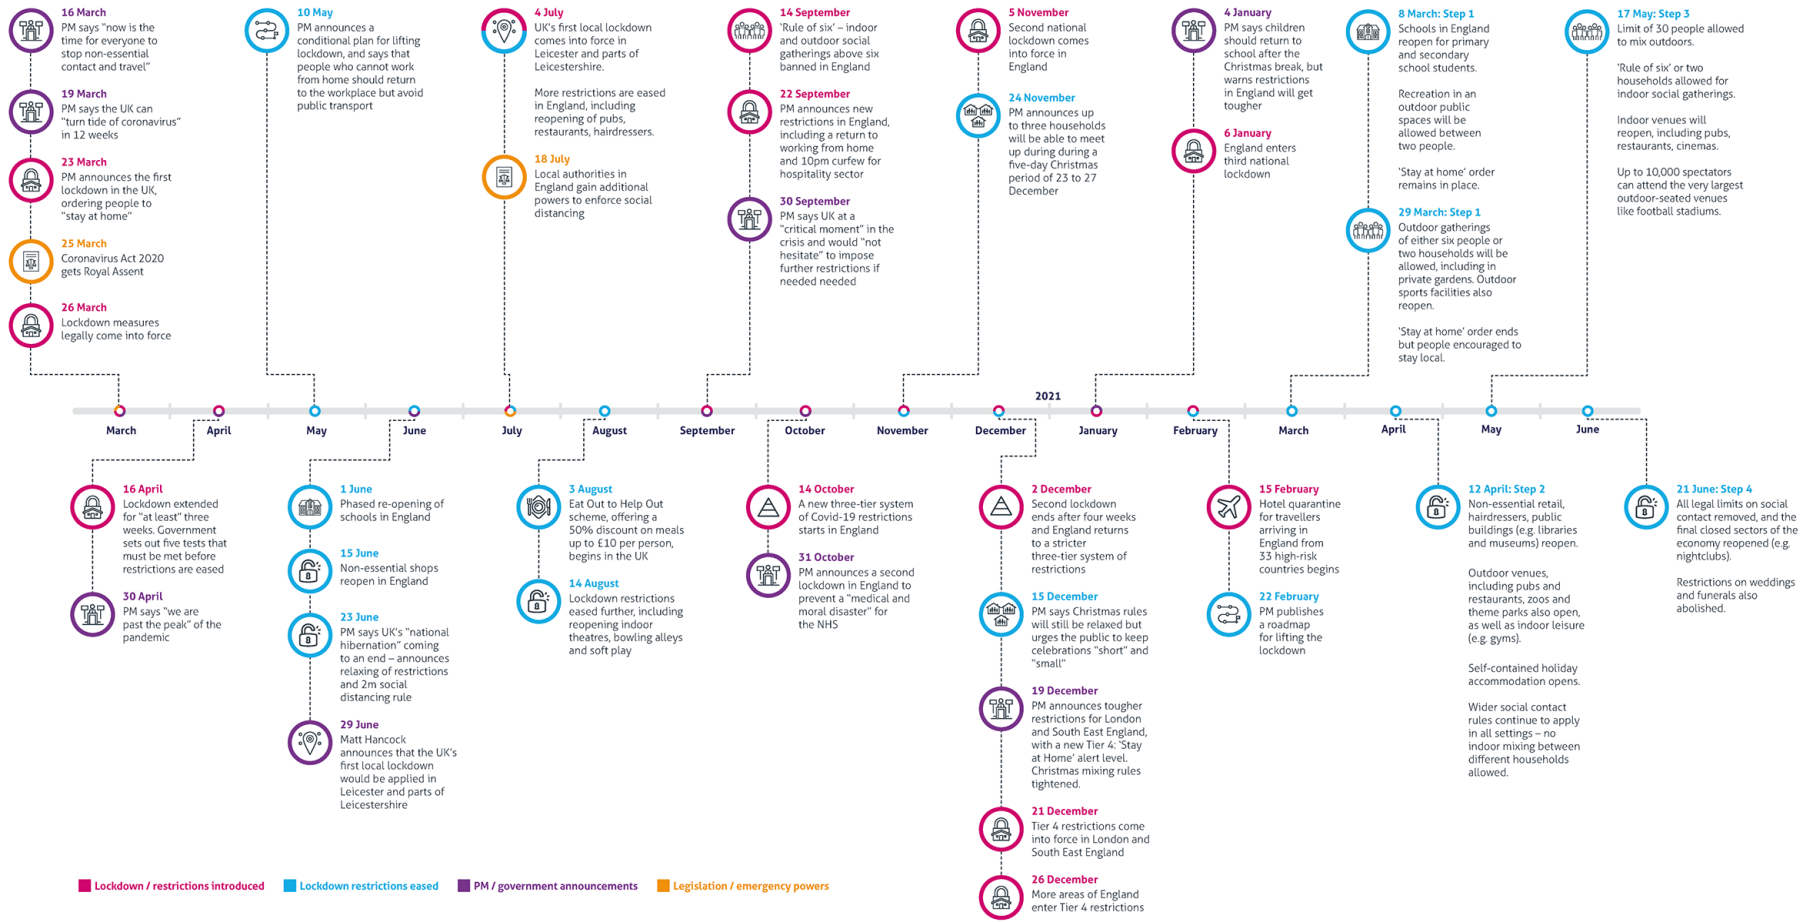 16 March
PM says “now is the
time for everyone to
stop non-essential
contact and travel”
19 March
PM says the UK can
“turn tide of coronavirus”
in 12 weeks
23 March
PM announces the first
lockdown in the UK,
ordering people to
“stay at home”
25 March
Coronavirus Act 2020
gets Royal Assent
26 March
Lockdown measures
legally come into force
10 May
PM announces a
conditional plan for lifting
lockdown, and says that
people who cannot work
from home should return
to the workplace but avoid
public transport
4 July
UK’s first local lockdown
comes into force in
Leicester and parts of
Leicestershire.
More restrictions are eased
in England, including
reopening of pubs,
restaurants, hairdressers.
18 July
Local authorities in
England gain additional
powers to enforce social
distancing
14 September
‘Rule of six’ – indoor
and outdoor social
gatherings above six
banned in England
22 September
PM announces new
restrictions in England,
including a return to
working from home
and 10pm curfew for
hospitality sector
30 September
PM says UK at a
“critical moment” in the
crisis and would “not
hesitate” to impose
further restrictions if
needed needed
5 November
Second national
lockdown comes
into force in
England
24 November
PM announces up
to three households
will be able to meet
up during during a
five-day Christmas
period of 23 to 27
December
4 January
PM says children
should return to
school after the
Christmas break, but
warns restrictions
in England will get
tougher
6 January
England enters
third national
lockdown
8 March: Step 1
Schools in England
reopen for primary
and secondary
school students.
Recreation in an
outdoor public
spaces will be
allowed between
two people.
‘Stay at home’ order
remains in place.
29 March: Step 1
Outdoor gatherings
of either six people or
two households will be
allowed, including in
private gardens. Outdoor
sports facilities also
reopen.
‘Stay at home’ order ends
but people encouraged to
stay local.
17 May: Step 3
Limit of 30 people allowed
to mix outdoors.
‘Rule of six’ or two
households allowed for
indoor social gatherings.
Indoor venues will
reopen, including pubs,
restaurants, cinemas.
Up to 10,000 spectators
can attend the very largest
outdoor-seated venues
like football stadiums.
2021
March April May June July August September October November December January February March April May June
16 April
Lockdown extended
for “at least” three
weeks. Government
sets out five tests that
must be met before
restrictions are eased
30 April
PM says “we are
past the peak” of the
pandemic
1 June
Phased re-opening of
schools in England
15 June
Non-essential shops
reopen in England
23 June
PM says UK’s “national
hibernation” coming
to an end – announces
relaxing of restrictions
and 2m social
distancing rule
29 June
Matt Hancock
announces that the UK’s
first local lockdown
would be applied in
Leicester and parts of
Leicestershire
3 August
Eat Out to Help Out
scheme, offering a
50% discount on meals
up to £10 per person,
begins in the UK
14 August
Lockdown restrictions
eased further, including
reopening indoor
theatres, bowling alleys
and soft play
14 October
A new three-tier system
of Covid-19 restrictions
starts in England
31 October
PM announces a second
lockdown in England to
prevent a “medical and
moral disaster” for
the NHS
2 December
Second lockdown
ends after four weeks
and England returns
to a stricter
three-tier system of
restrictions
15 December
PM says Christmas rules
will still be relaxed but
urges the public to keep
celebrations “short” and
“small”
19 December
PM announces tougher
restrictions for London
and South East England,
with a new Tier 4: ‘Stay
at Home’ alert level.
Christmas mixing rules
tightened.
21 December
Tier 4 restrictions come
into force in London and
South East England
26 December
More areas of England
enter Tier 4 restrictions
15 February
Hotel quarantine
for travellers
arriving in
England from
33 high-risk
countries begins
22 February
PM publishes
a roadmap
for lifting the
lockdown
12 April: Step 2
Non-essential retail,
hairdressers, public
buildings (e.g. libraries
and museums) reopen.
Outdoor venues,
including pubs and
restaurants, zoos and
theme parks also open,
as well as indoor leisure
(e.g. gyms).
Self-contained holiday
accommodation opens.
Wider social contact
rules continue to apply
in all settings – no
indoor mixing between
different households
allowed.
21 June: Step 4
All legal limits on social
contact removed, and the
final closed sectors of the
economy reopened (e.g.
nightclubs).
Restrictions on weddings
and funerals also
abolished.
Lockdown / restrictions introduced
Lockdown restrictions eased
PM / government announcements
Legislation / emergency powers